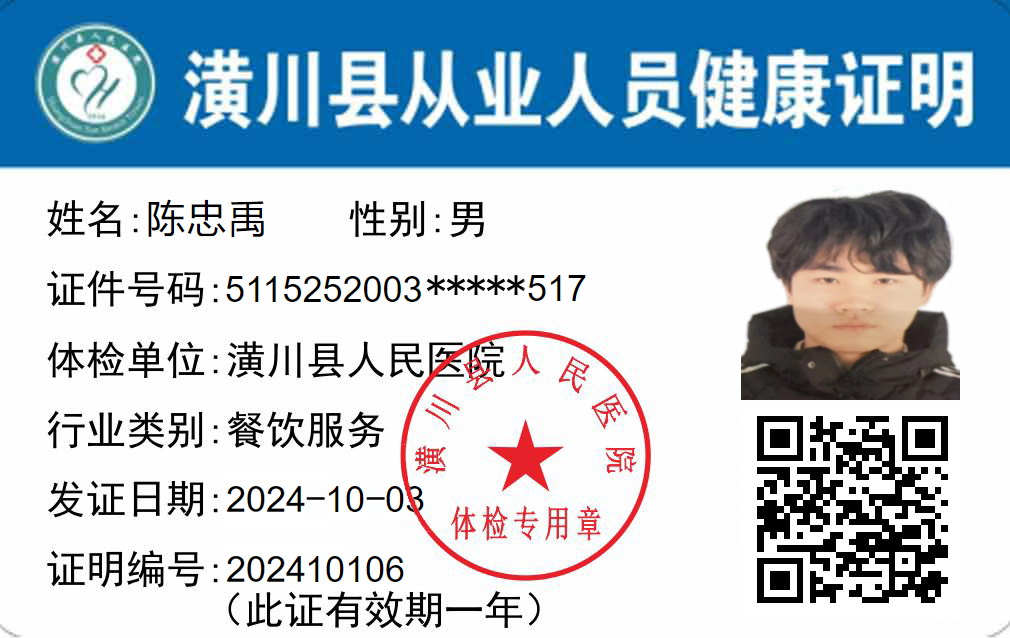 潢川县从业人员健康证明
姓名:陈忠禹 性别:男
证件号码:5115252003*****517
体检单位:潢川县人民医院
行业类别:餐饮服务
发证日期:2024-10-03
证明编号:202410106
(此证有效期一年)
潢川县人民医院
体检专用章